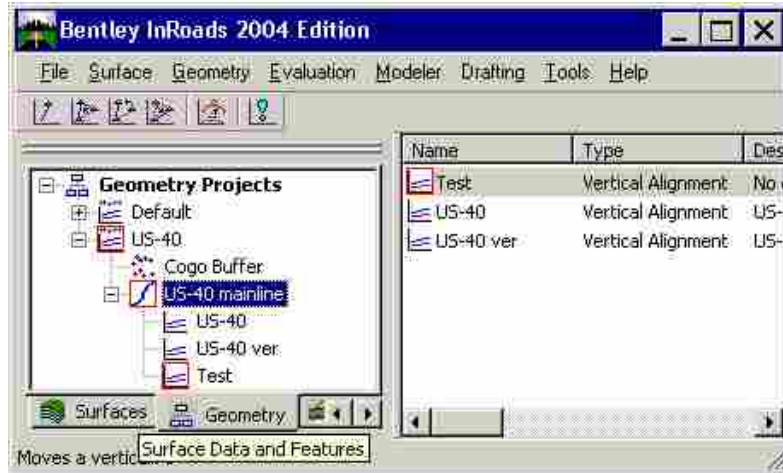 Bentley InRoads 2004 Edition
File Surface Geometry Evaluation Modeler Drafting Tools Help
Name Type Des
Geometry Projects
Default
US-40
Cogo Buffer
US-40 mainline
US-40
US-40 ver
Test
Test Vertical Alignment No
US-40 Vertical Alignment US-
US-40 ver Vertical Alignment US-
Surfaces Geometry
Surface Data and Features
Moves a vertic